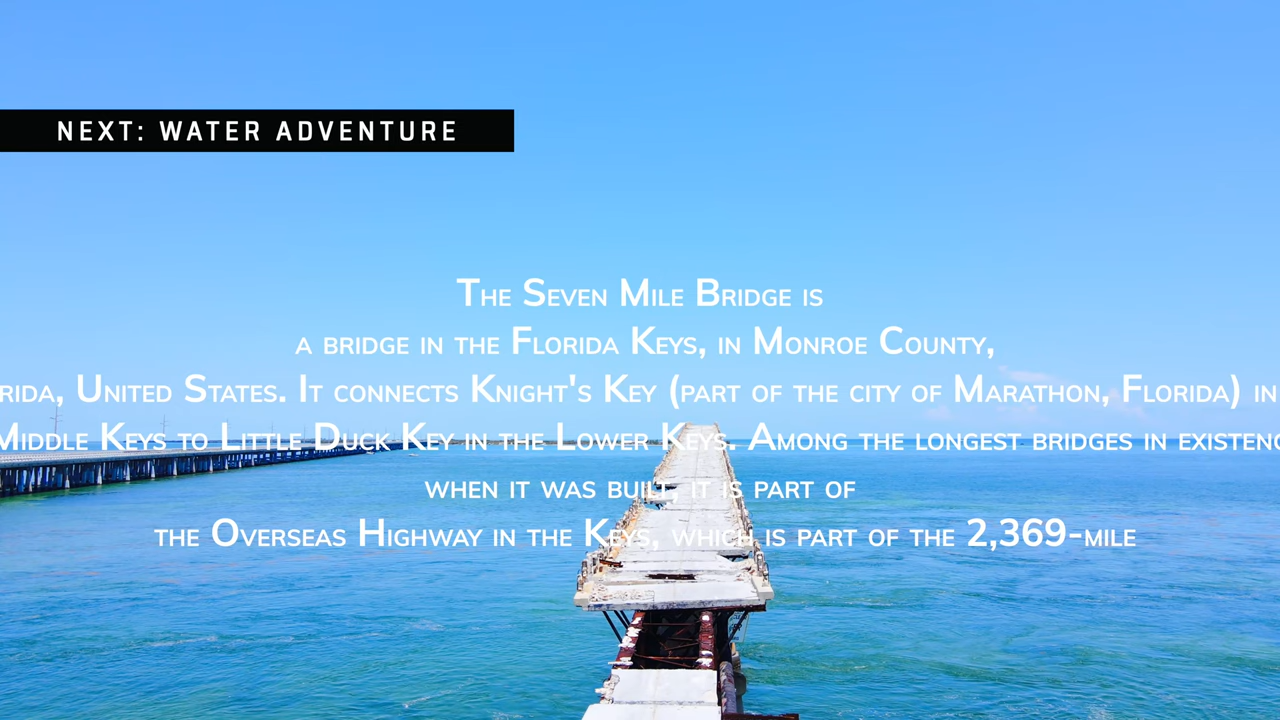 NEXT: WATER ADVENTURE
The Seven Mile Bridge is
a bridge in the Florida Keys, in Monroe County,
rida, United States. It connects Knight's Key (part of the city of Marathon, Florida) in
Middle Keys to Little Duck Key in the Lower Keys. Among the longest bridges in existenc
when it was built, it is part of
the Overseas Highway in the Keys, which is part of the 2,369-mile